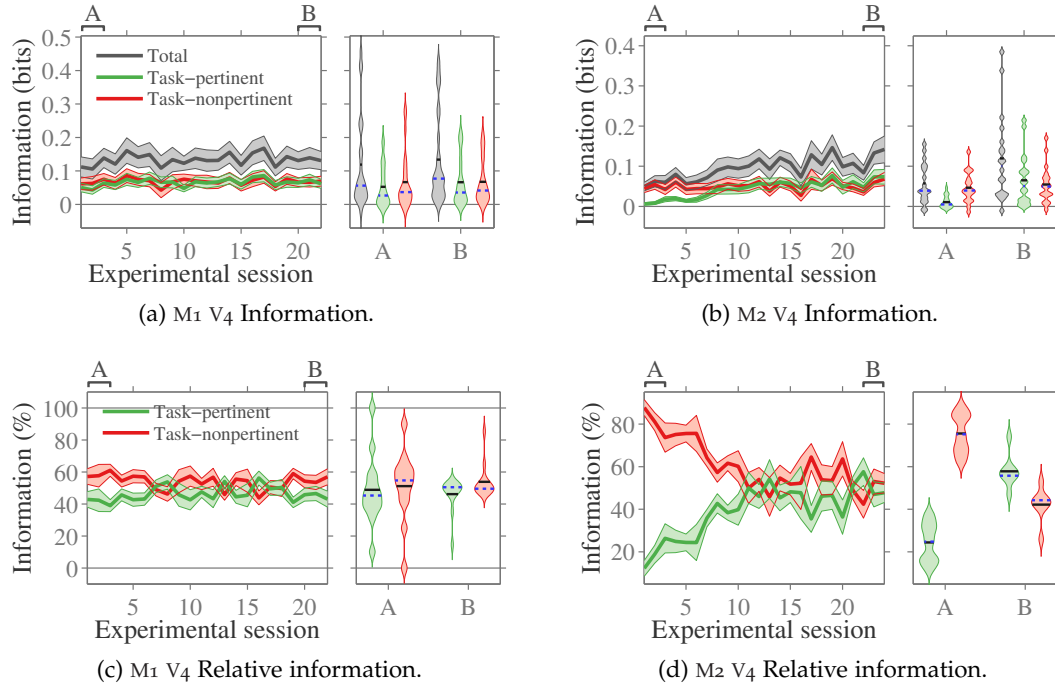 A
B
0.5
0.4
0.3
0.2
0.1
0
Information (bits)
Total
Task−pertinent
Task−nonpertinent
5
10
15
20
Experimental session
A
B
(a) M1 V4 Information.
A
B
0.4
0.3
0.2
0.1
0
Information (bits)
5
10
15
20
Experimental session
A
B
(b) M2 V4 Information.
A
B
100
80
60
40
20
0
Information (%)
Task−pertinent
Task−nonpertinent
5
10
15
20
Experimental session
A
B
(c) M1 V4 Relative information.
A
B
80
60
40
20
Information (%)
5
10
15
20
Experimental session
A
B
(d) M2 V4 Relative information.